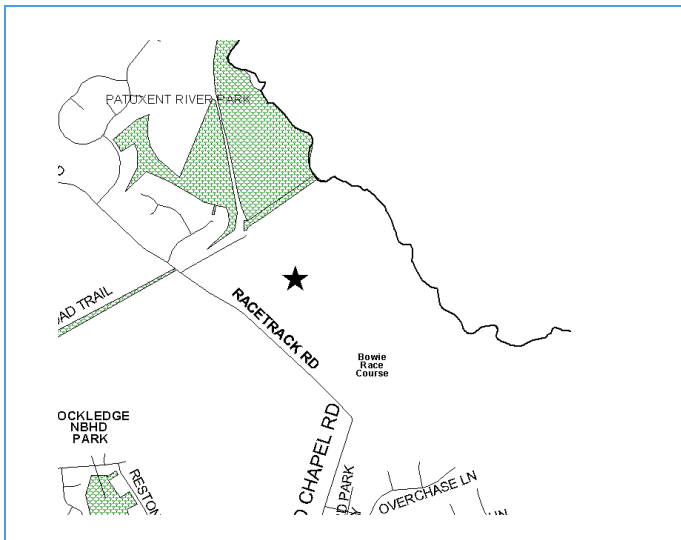 PATUXENT RIVER PARK
AD TRAIL
RACETRACK RD
Bowie
Race
Course
OCKLEDGE
NBHD
PARK
RESTON
D CHAPEL RD
D PARK
OVERCHASE LN